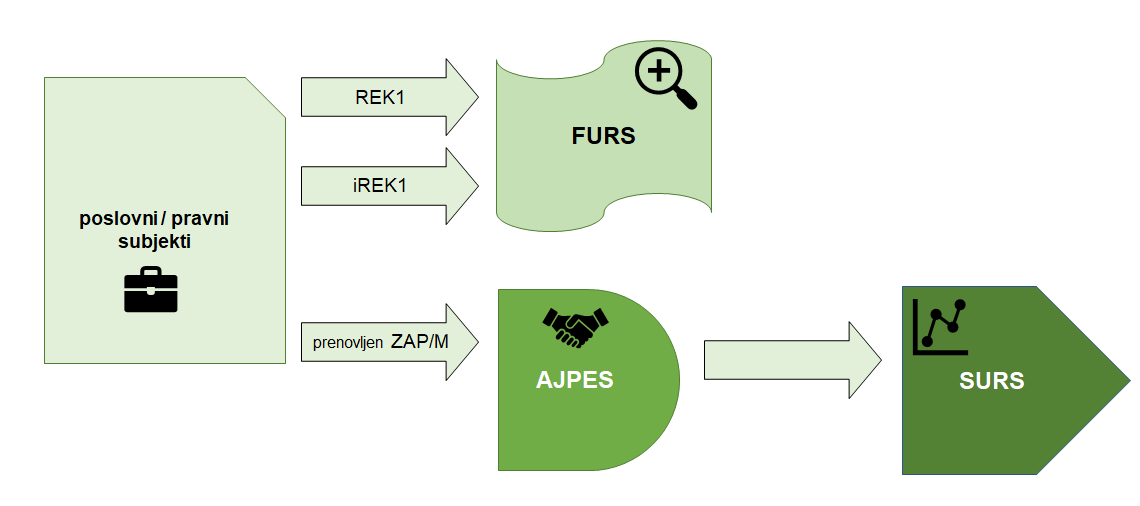 REK1
FURS
iREK1
poslovni / pravni
subjekti
prenovljen ZAP/M
AJPES
SURS